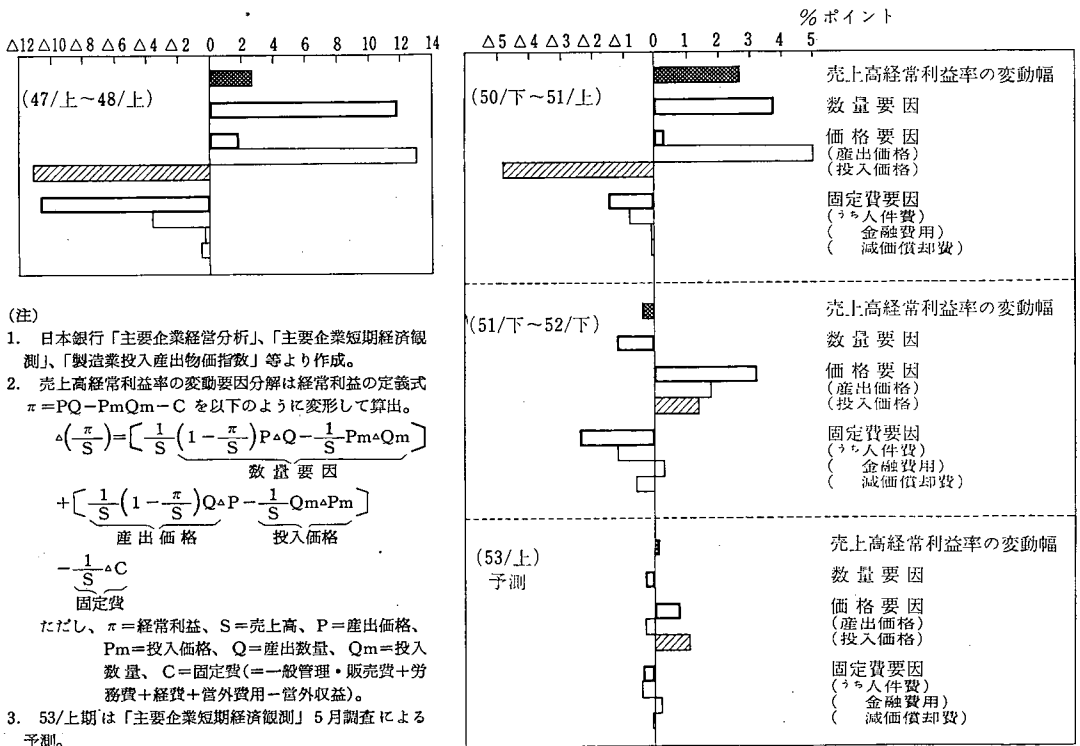 △12 △10 △8 △6 △4 △2 0 2 4 6 8 10 12 14
(47/上～48/上)
(注)
1. 日本銀行「主要企業経営分析」、「主要企業短期経済観
測」、「製造業投入産出物価指数」等より作成。
2. 売上高経常利益率の変動要因分解は経常利益の定義式
π＝PQ－PmQm－C を以下のように変形して算出。
△(π/S)＝[1/S(1－π/S)P△Q－1/S Pm△Qm]
数量要因
＋[1/S(1－π/S)Q△P－1/S Qm△Pm]
産出価格 投入価格
－1/S △C
固定費
ただし、π＝経常利益、S＝売上高、P＝産出価格、
Pm＝投入価格、Q＝産出数量、Qm＝投入
数量、C＝固定費(＝一般管理・販売費＋労
務費＋経費＋営外費用－営外収益)。
3. 53/上期は「主要企業短期経済観測」5月調査による
予測。
％ポイント
△5 △4 △3 △2 △1 0 1 2 3 4 5
(50/下～51/上)
売上高経常利益率の変動幅
数量要因
価格要因
(産出価格)
(投入価格)
固定費要因
(うち人件費)
( 金融費用)
( 減価償却費)
(51/下～52/下)
売上高経常利益率の変動幅
数量要因
価格要因
(産出価格)
(投入価格)
固定費要因
(うち人件費)
( 金融費用)
( 減価償却費)
(53/上)
予測
売上高経常利益率の変動幅
数量要因
価格要因
(産出価格)
(投入価格)
固定費要因
(うち人件費)
( 金融費用)
( 減価償却費)